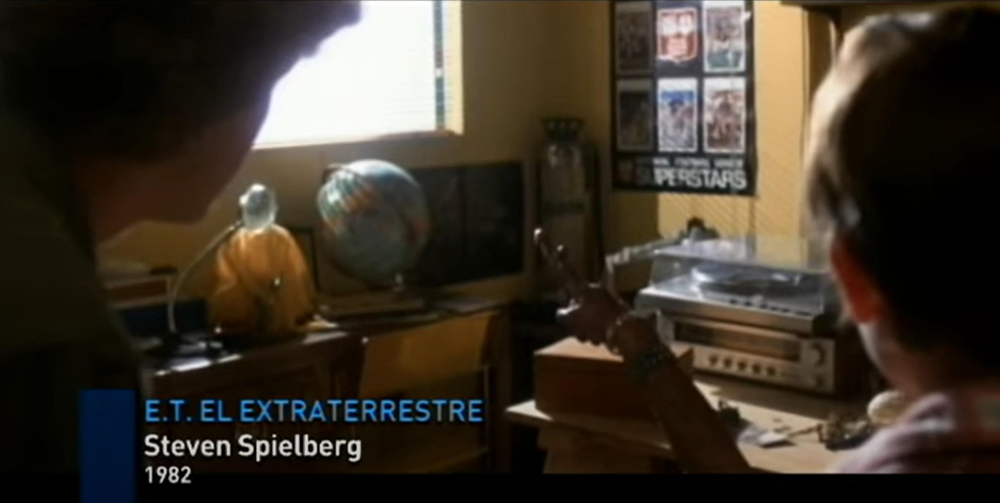 SUPERSTARS
E.T. EL EXTRATERRESTRE
Steven Spielberg
1982